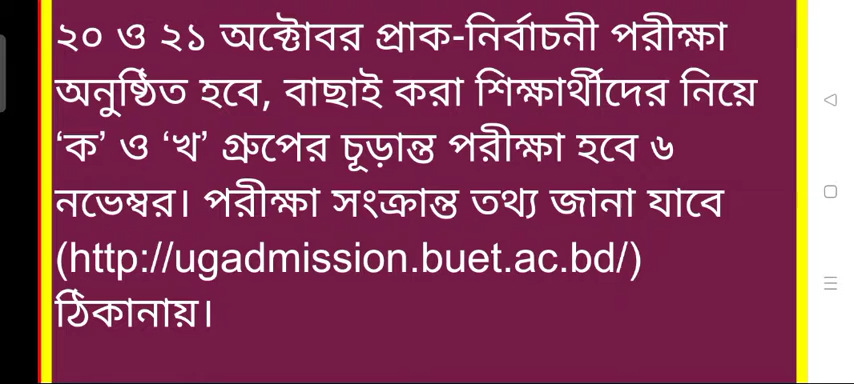 ২০ ও ২১ অক্টোবর প্রাক-নির্বাচনী পরীক্ষা
অনুষ্ঠিত হবে, বাছাই করা শিক্ষার্থীদের নিয়ে
‘ক’ ও ‘খ’ গ্রুপের চূড়ান্ত পরীক্ষা হবে ৬
নভেম্বর। পরীক্ষা সংক্রান্ত তথ্য জানা যাবে
(http://ugadmission.buet.ac.bd/)
ঠিকানায়।